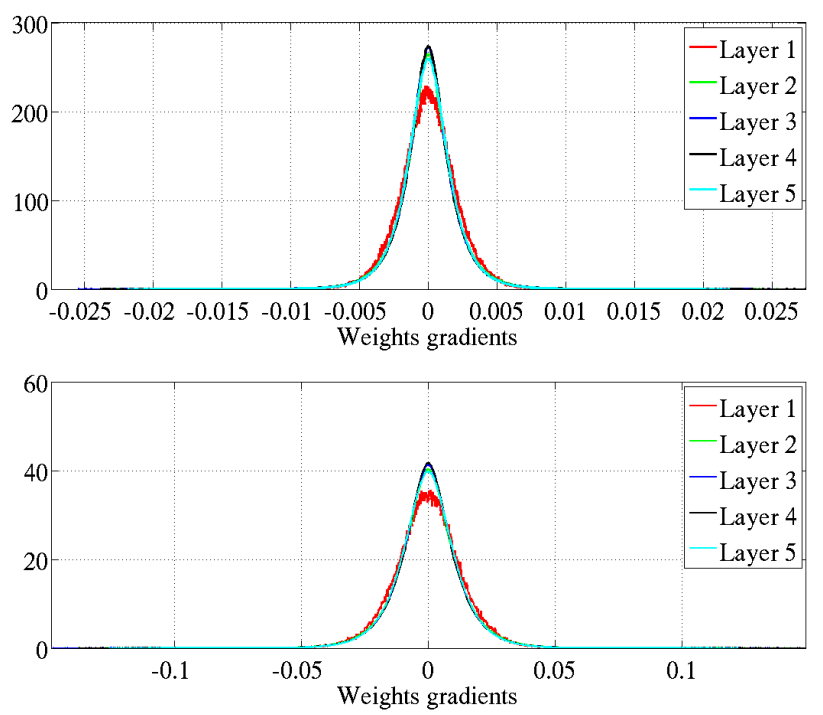 300
200
100
0
-0.025 -0.02 -0.015 -0.01 -0.005 0 0.005 0.01 0.015 0.02 0.025
Weights gradients
Layer 1
Layer 2
Layer 3
Layer 4
Layer 5
60
40
20
0
-0.1 -0.05 0 0.05 0.1
Weights gradients
Layer 1
Layer 2
Layer 3
Layer 4
Layer 5